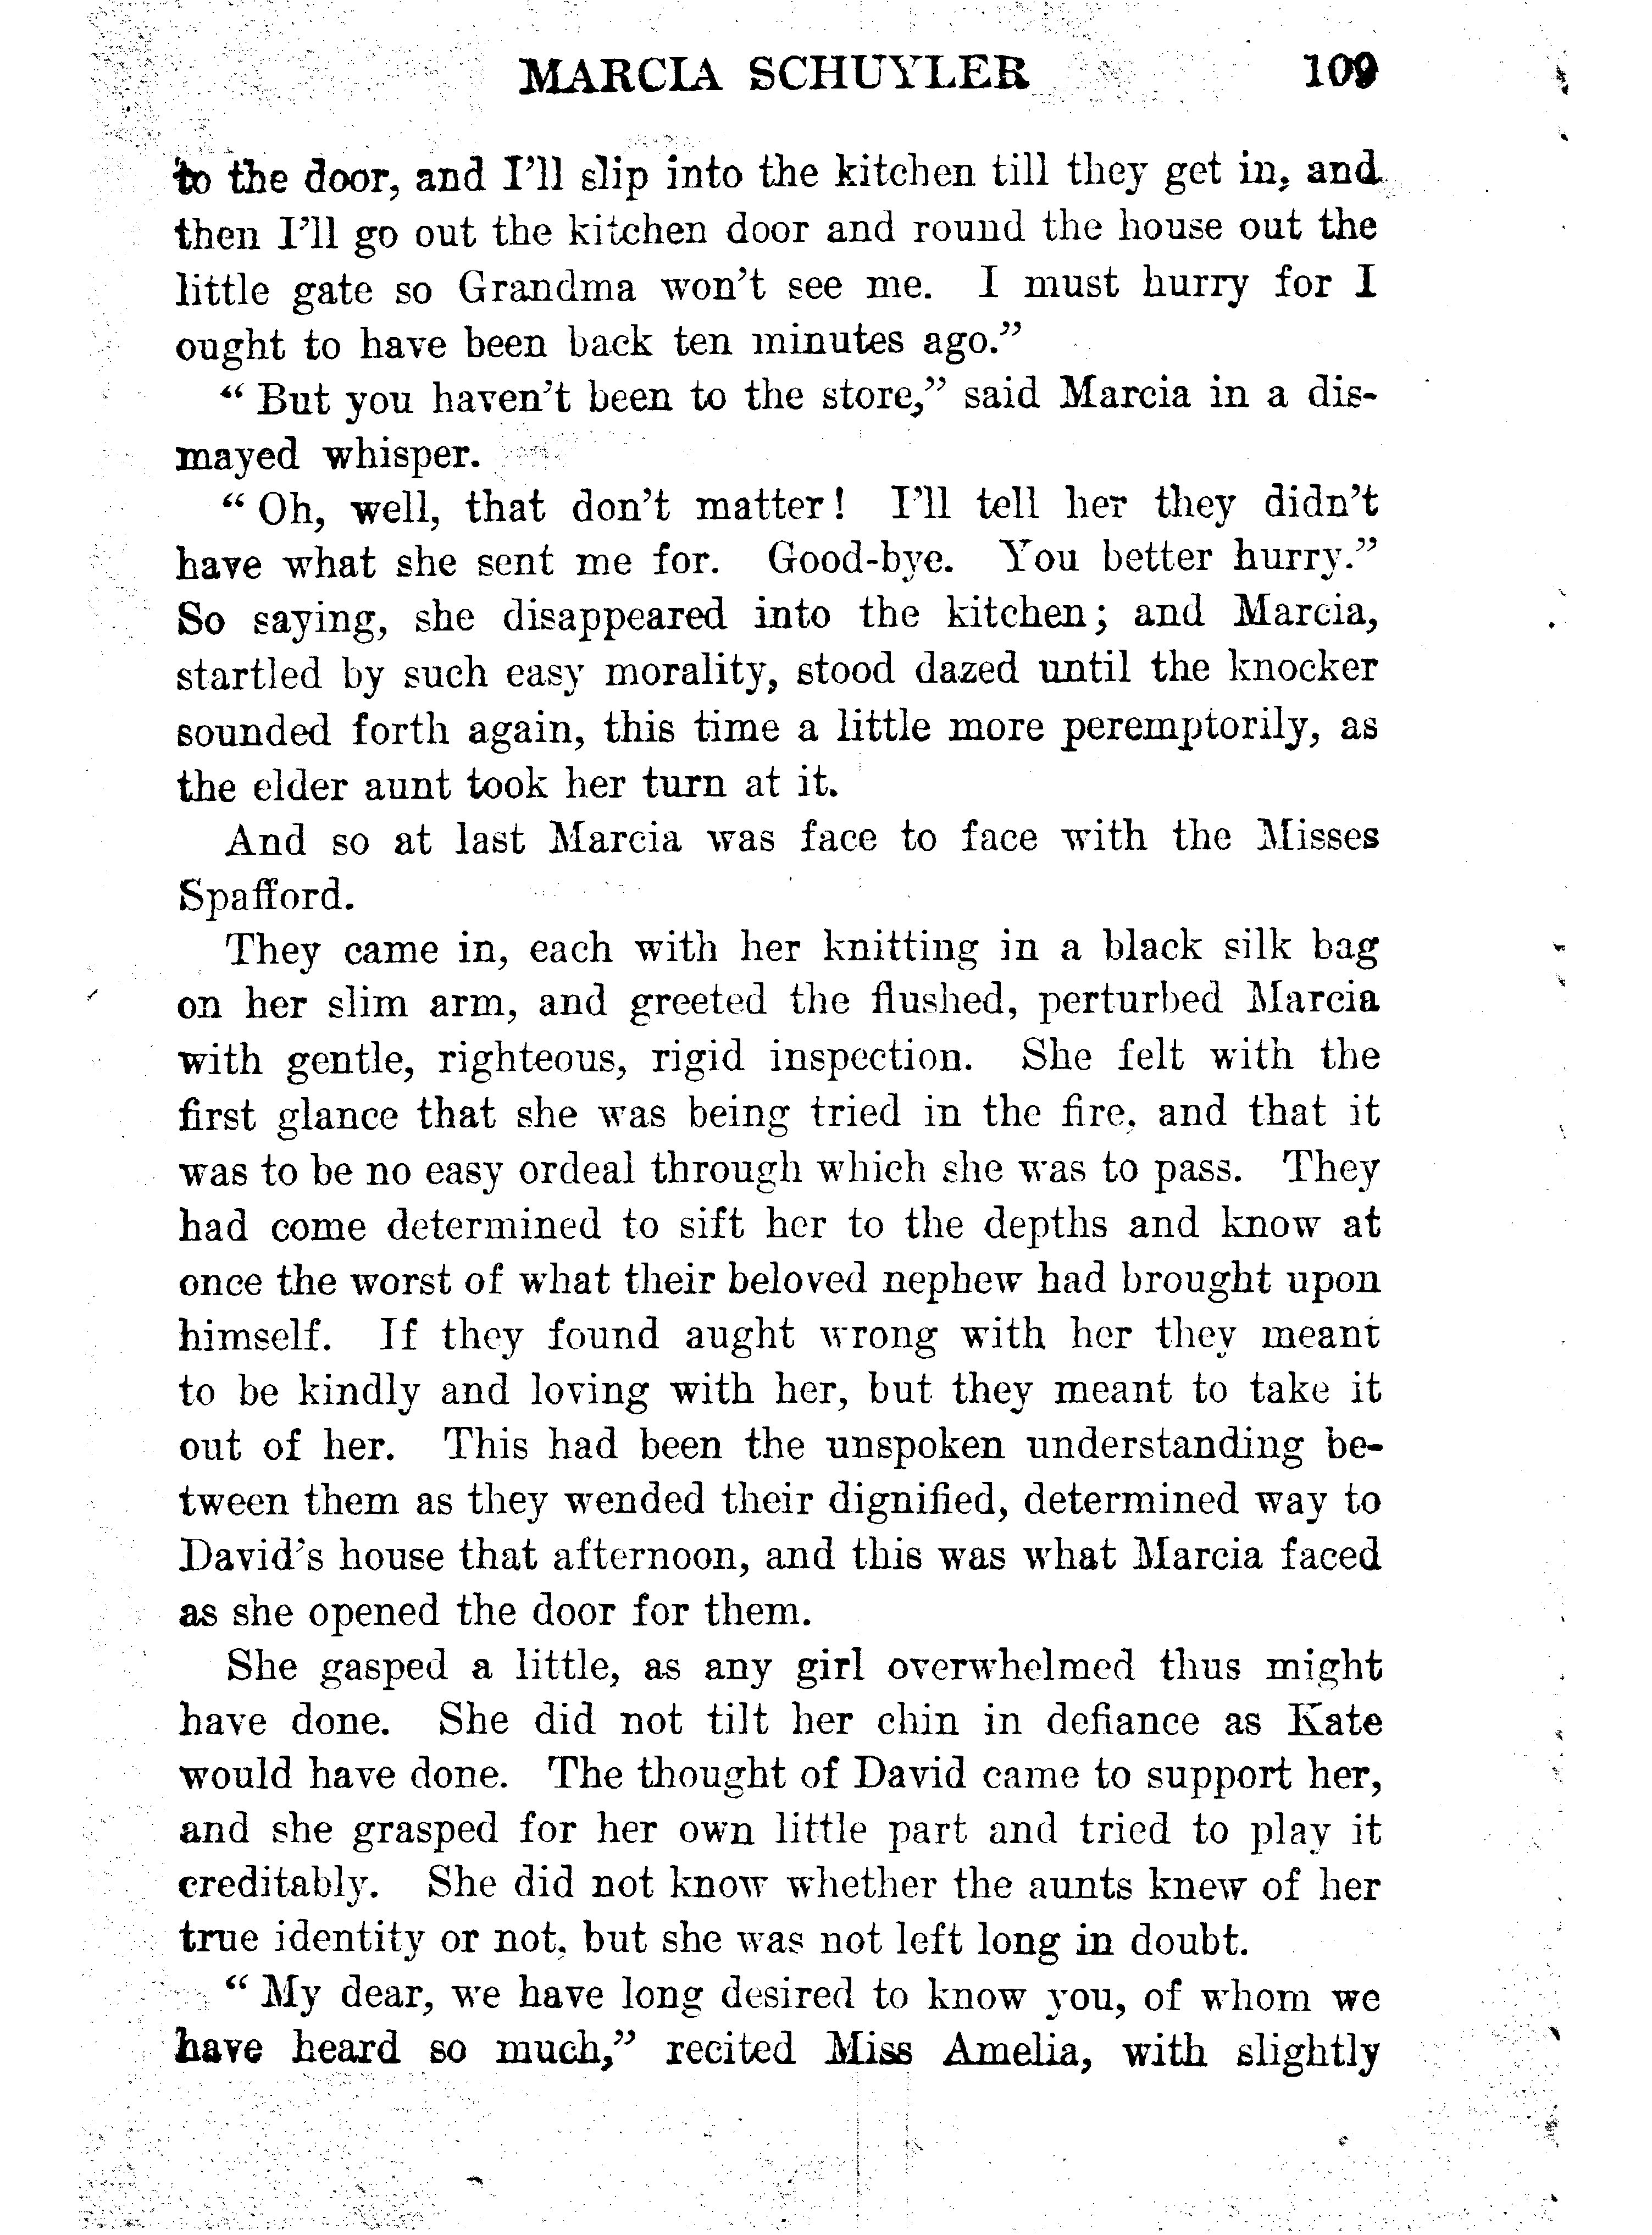 MARCIA SCHUYLER 109
to the door, and I'll slip into the kitchen till they get in, and
then I'll go out the kitchen door and round the house out the
little gate so Grandma won't see me. I must hurry for I
ought to have been back ten minutes ago."
"But you haven't been to the store," said Marcia in a dis-
mayed whisper.
"Oh, well, that don't matter! I'll tell her they didn't
have what she sent me for. Good-bye. You better hurry."
So saying, she disappeared into the kitchen; and Marcia,
startled by such easy morality, stood dazed until the knocker
sounded forth again, this time a little more peremptorily, as
the elder aunt took her turn at it.
And so at last Marcia was face to face with the Misses
Spafford.
They came in, each with her knitting in a black silk bag
on her slim arm, and greeted the flushed, perturbed Marcia
with gentle, righteous, rigid inspection. She felt with the
first glance that she was being tried in the fire, and that it
was to be no easy ordeal through which she was to pass. They
had come determined to sift her to the depths and know at
once the worst of what their beloved nephew had brought upon
himself. If they found aught wrong with her they meant
to be kindly and loving with her, but they meant to take it
out of her. This had been the unspoken understanding be-
tween them as they wended their dignified, determined way to
David's house that afternoon, and this was what Marcia faced
as she opened the door for them.
She gasped a little, as any girl overwhelmed thus might
have done. She did not tilt her chin in defiance as Kate
would have done. The thought of David came to support her,
and she grasped for her own little part and tried to play it
creditably. She did not know whether the aunts knew of her
true identity or not, but she was not left long in doubt.
"My dear, we have long desired to know you, of whom we
have heard so much," recited Miss Amelia, with slightly